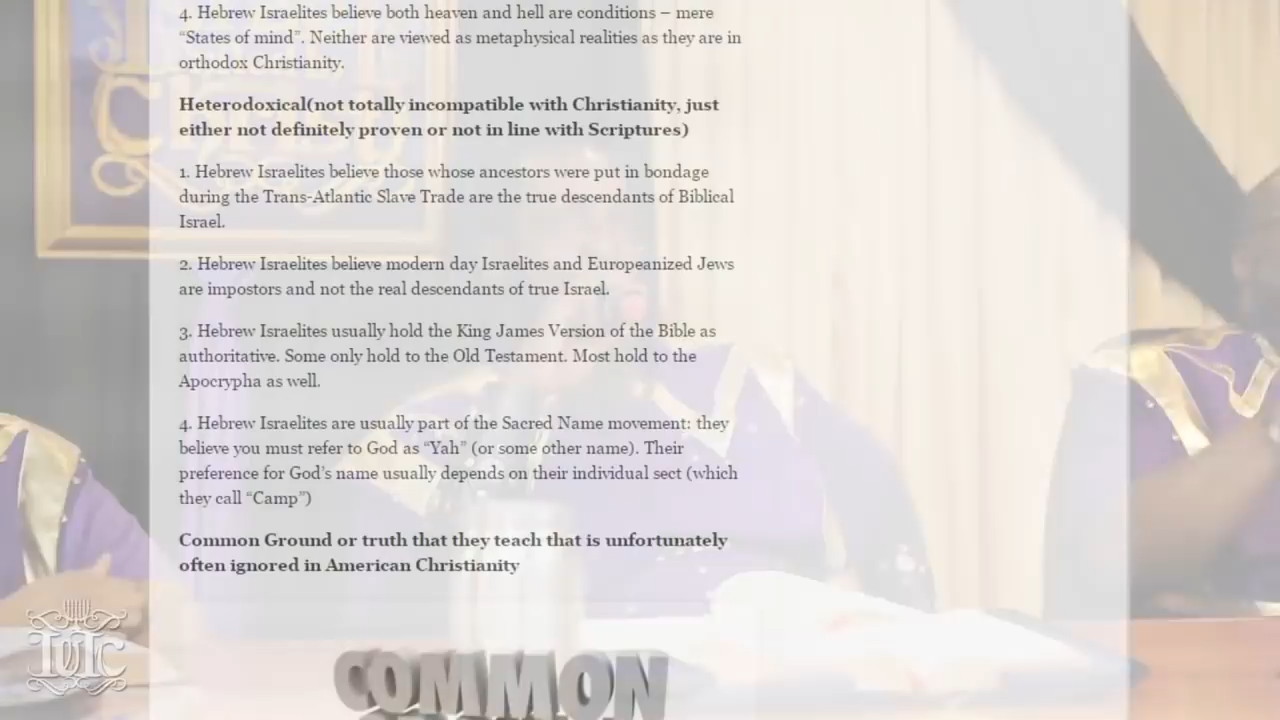 4. Hebrew Israelites believe both heaven and hell are conditions – mere
“States of mind”. Neither are viewed as metaphysical realities as they are in
orthodox Christianity.
Heterodoxical(not totally incompatible with Christianity, just
either not definitely proven or not in line with Scriptures)
1. Hebrew Israelites believe those whose ancestors were put in bondage
during the Trans-Atlantic Slave Trade are the true descendants of Biblical
Israel.
2. Hebrew Israelites believe modern day Israelites and Europeanized Jews
are impostors and not the real descendants of true Israel.
3. Hebrew Israelites usually hold the King James Version of the Bible as
authoritative. Some only hold to the Old Testament. Most hold to the
Apocrypha as well.
4. Hebrew Israelites are usually part of the Sacred Name movement: they
believe you must refer to God as “Yah” (or some other name). Their
preference for God’s name usually depends on their individual sect (which
they call “Camp”)
Common Ground or truth that they teach that is unfortunately
often ignored in American Christianity
IUIC
COMMON
Christ